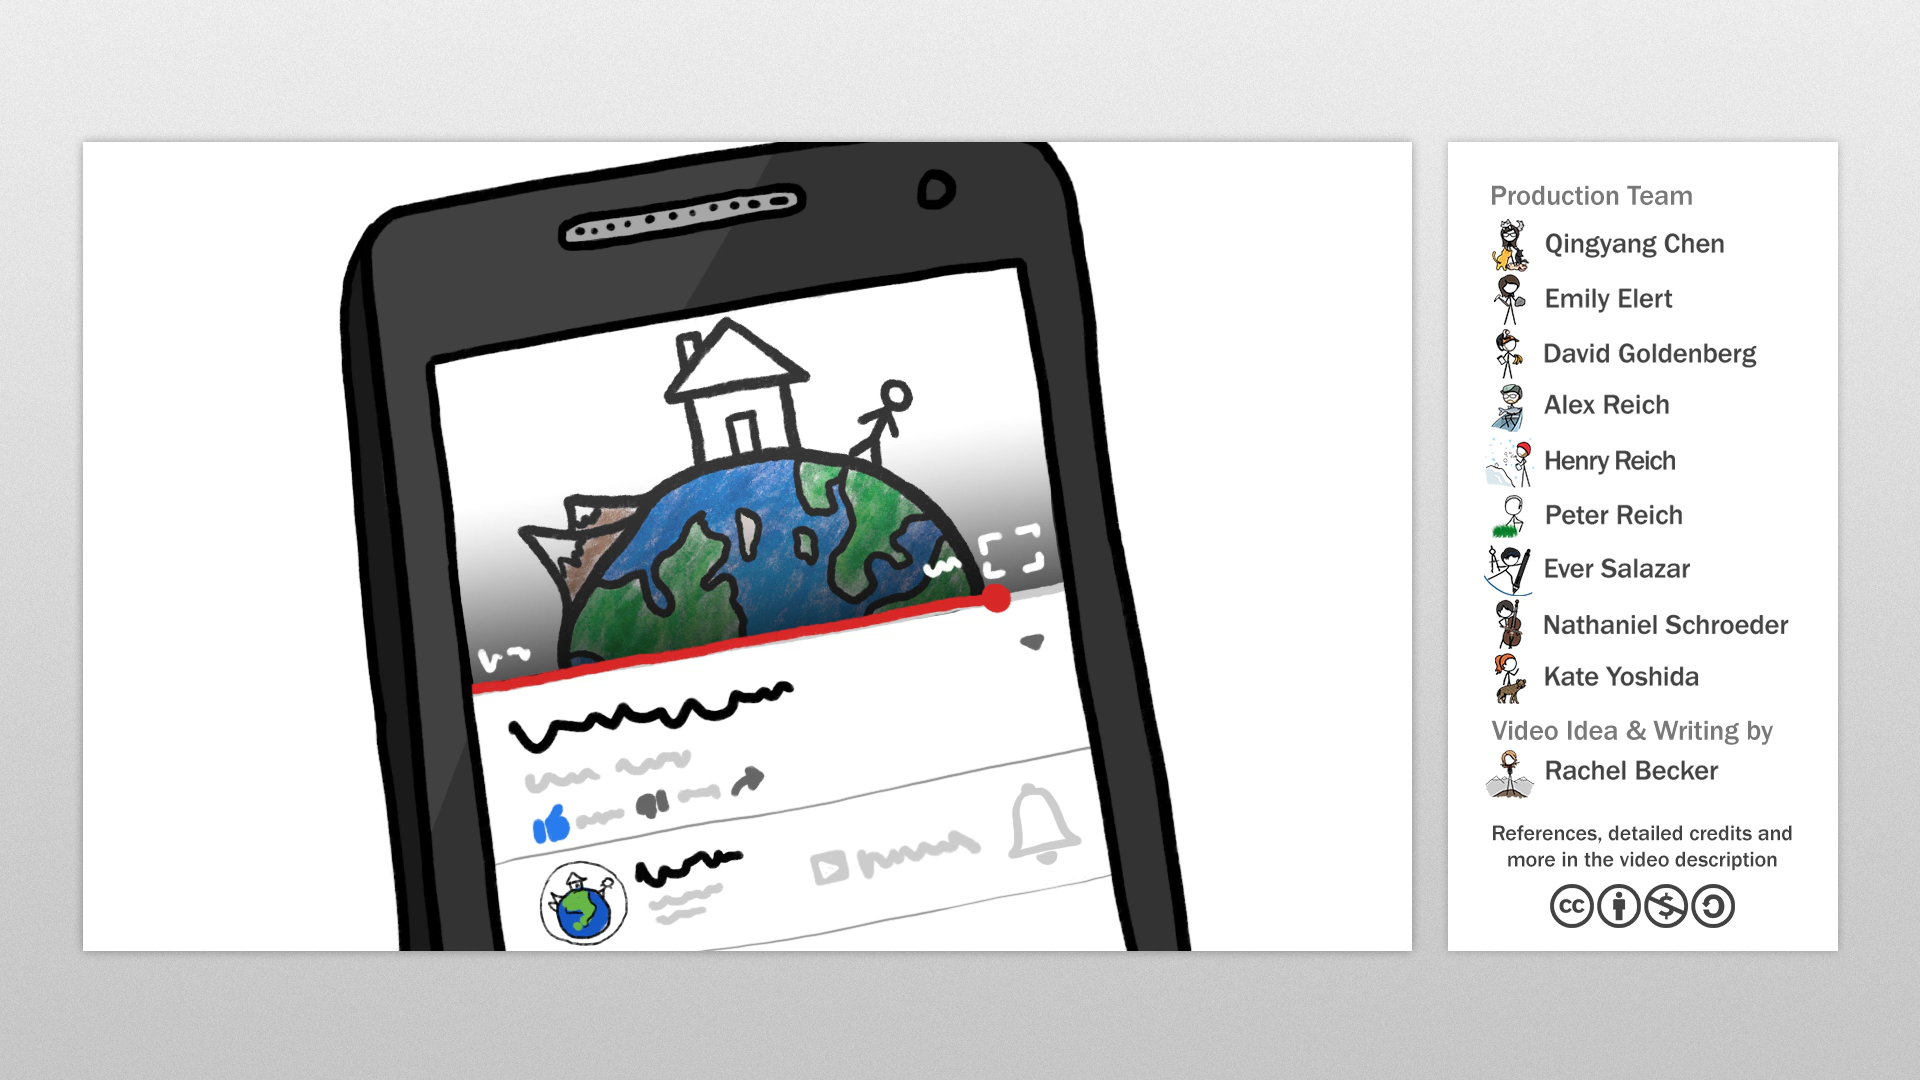 Production Team
Qingyang Chen
Emily Elert
David Goldenberg
Alex Reich
Henry Reich
Peter Reich
Ever Salazar
Nathaniel Schroeder
Kate Yoshida
Video Idea & Writing by
Rachel Becker
References, detailed credits and
more in the video description
cc